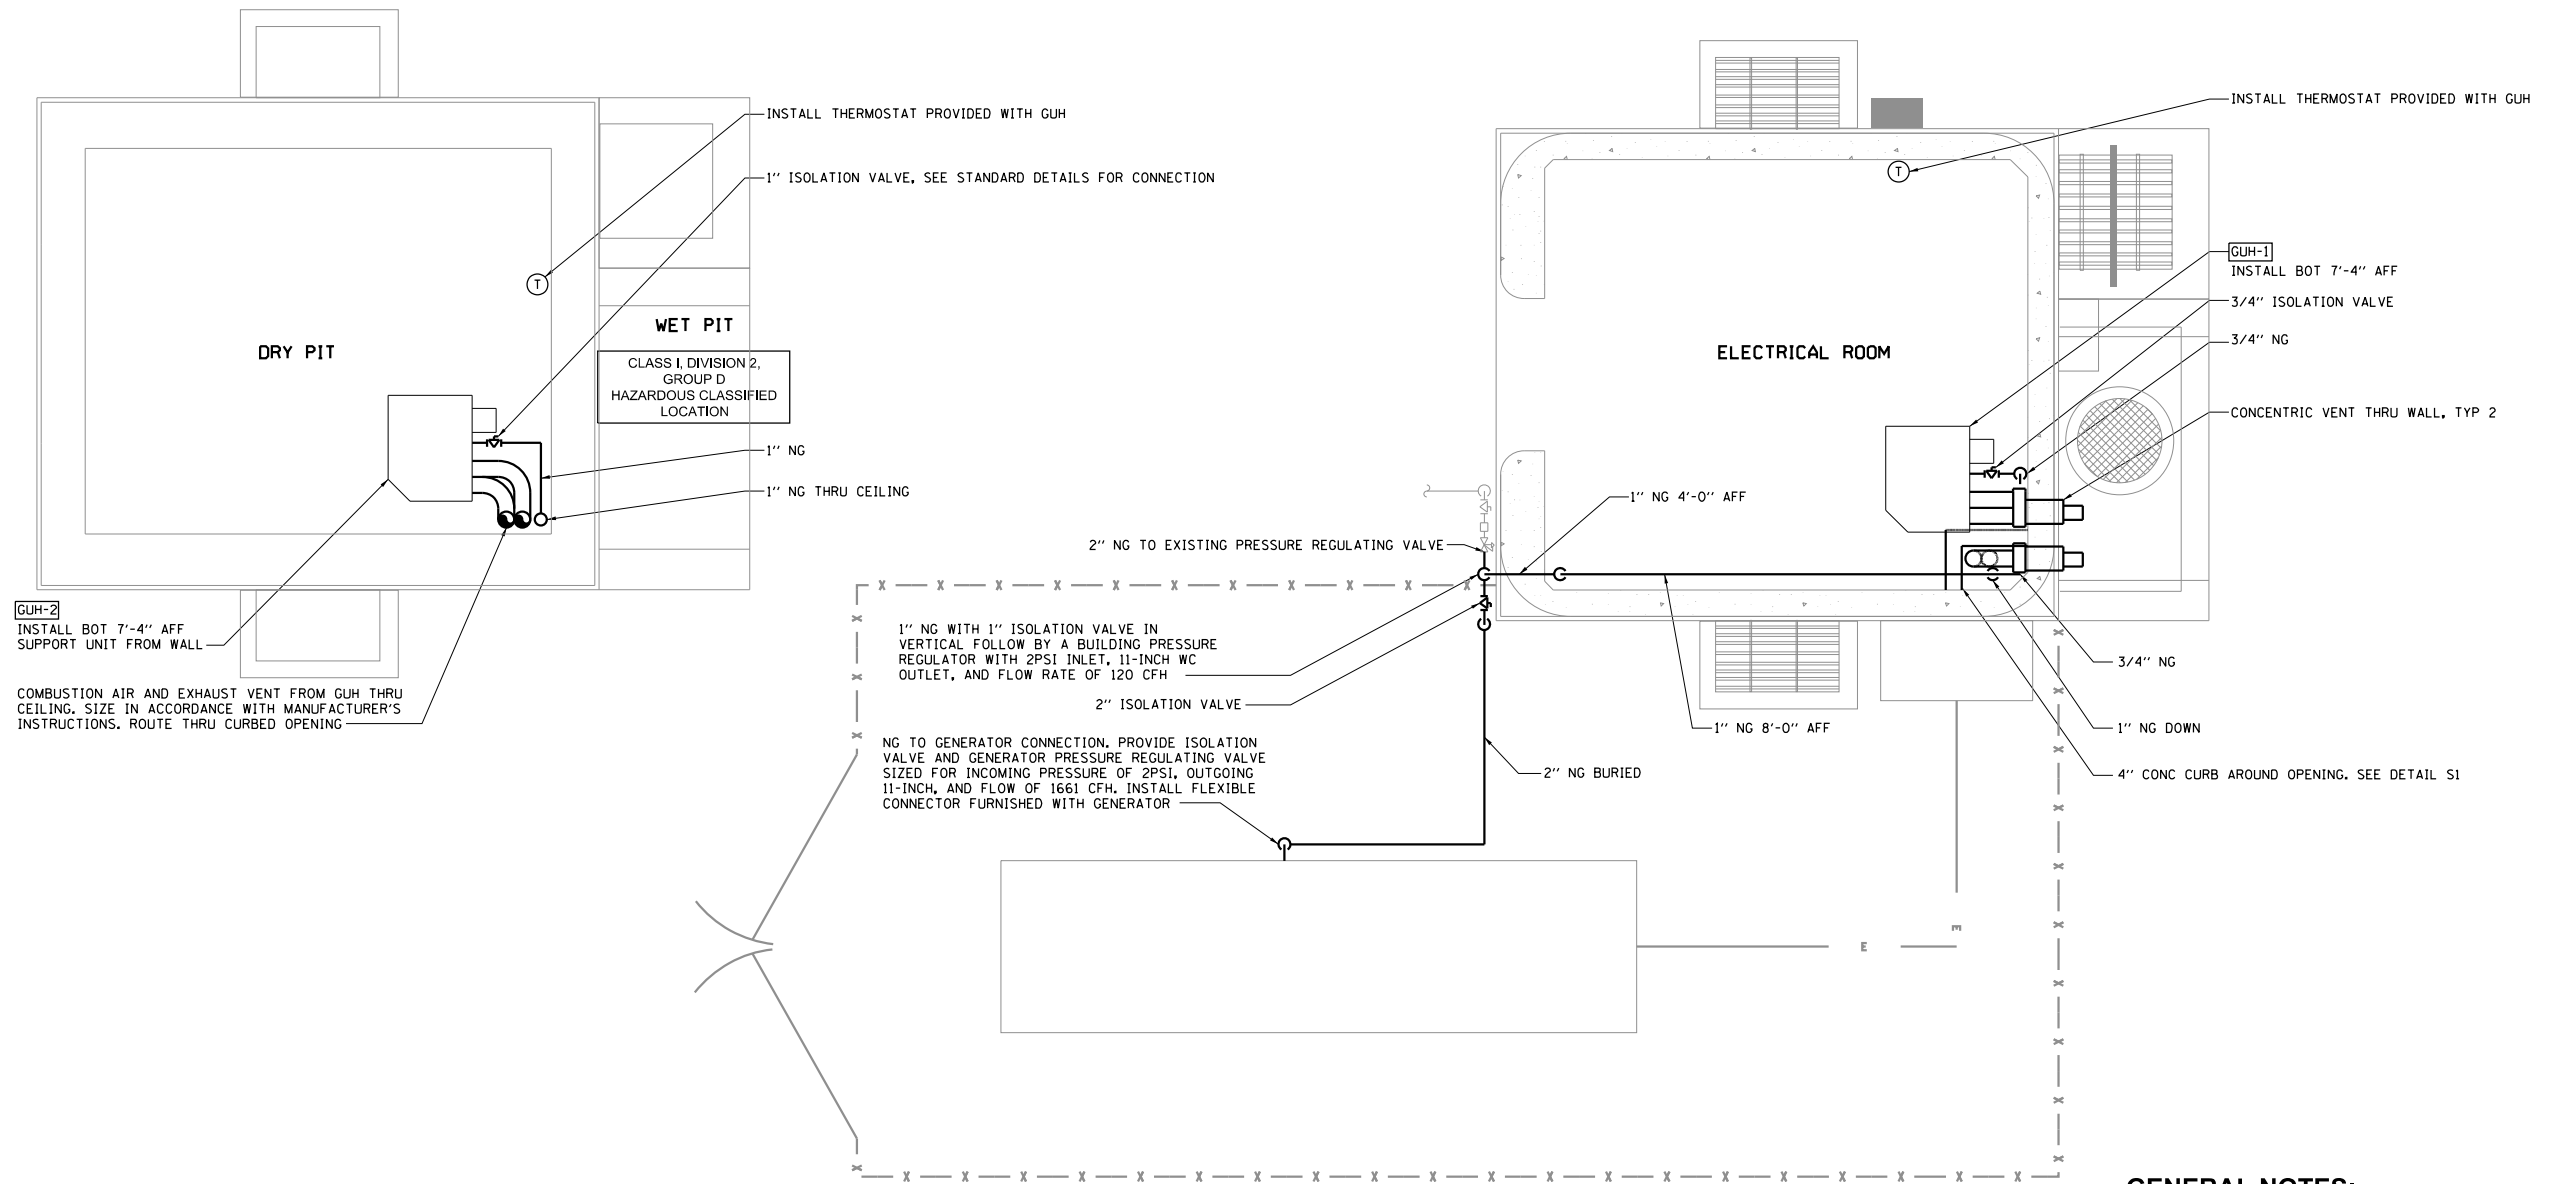 INSTALL THERMOSTAT PROVIDED WITH GUH
1" ISOLATION VALVE, SEE STANDARD DETAILS FOR CONNECTION
T
DRY PIT
WET PIT
CLASS I, DIVISION 2,
GROUP D
HAZARDOUS CLASSIFIED
LOCATION
1" NG
1" NG THRU CEILING
GUH-2
INSTALL BOT 7'-4" AFF
SUPPORT UNIT FROM WALL
COMBUSTION AIR AND EXHAUST VENT FROM GUH THRU
CEILING. SIZE IN ACCORDANCE WITH MANUFACTURER'S
INSTRUCTIONS. ROUTE THRU CURBED OPENING
INSTALL THERMOSTAT PROVIDED WITH GUH
T
GUH-1
INSTALL BOT 7'-4" AFF
3/4" ISOLATION VALVE
3/4" NG
ELECTRICAL ROOM
CONCENTRIC VENT THRU WALL, TYP 2
1" NG 4'-0" AFF
2" NG TO EXISTING PRESSURE REGULATING VALVE
1" NG WITH 1" ISOLATION VALVE IN
VERTICAL FOLLOW BY A BUILDING PRESSURE
REGULATOR WITH 2PSI INLET, 11-INCH WC
OUTLET, AND FLOW RATE OF 120 CFH
2" ISOLATION VALVE
NG TO GENERATOR CONNECTION. PROVIDE ISOLATION
VALVE AND GENERATOR PRESSURE REGULATING VALVE
SIZED FOR INCOMING PRESSURE OF 2PSI, OUTGOING
11-INCH, AND FLOW OF 1661 CFH. INSTALL FLEXIBLE
CONNECTOR FURNISHED WITH GENERATOR
1" NG 8'-0" AFF
2" NG BURIED
3/4" NG
1" NG DOWN
4" CONC CURB AROUND OPENING. SEE DETAIL S1
E
E
GENERAL NOTES: